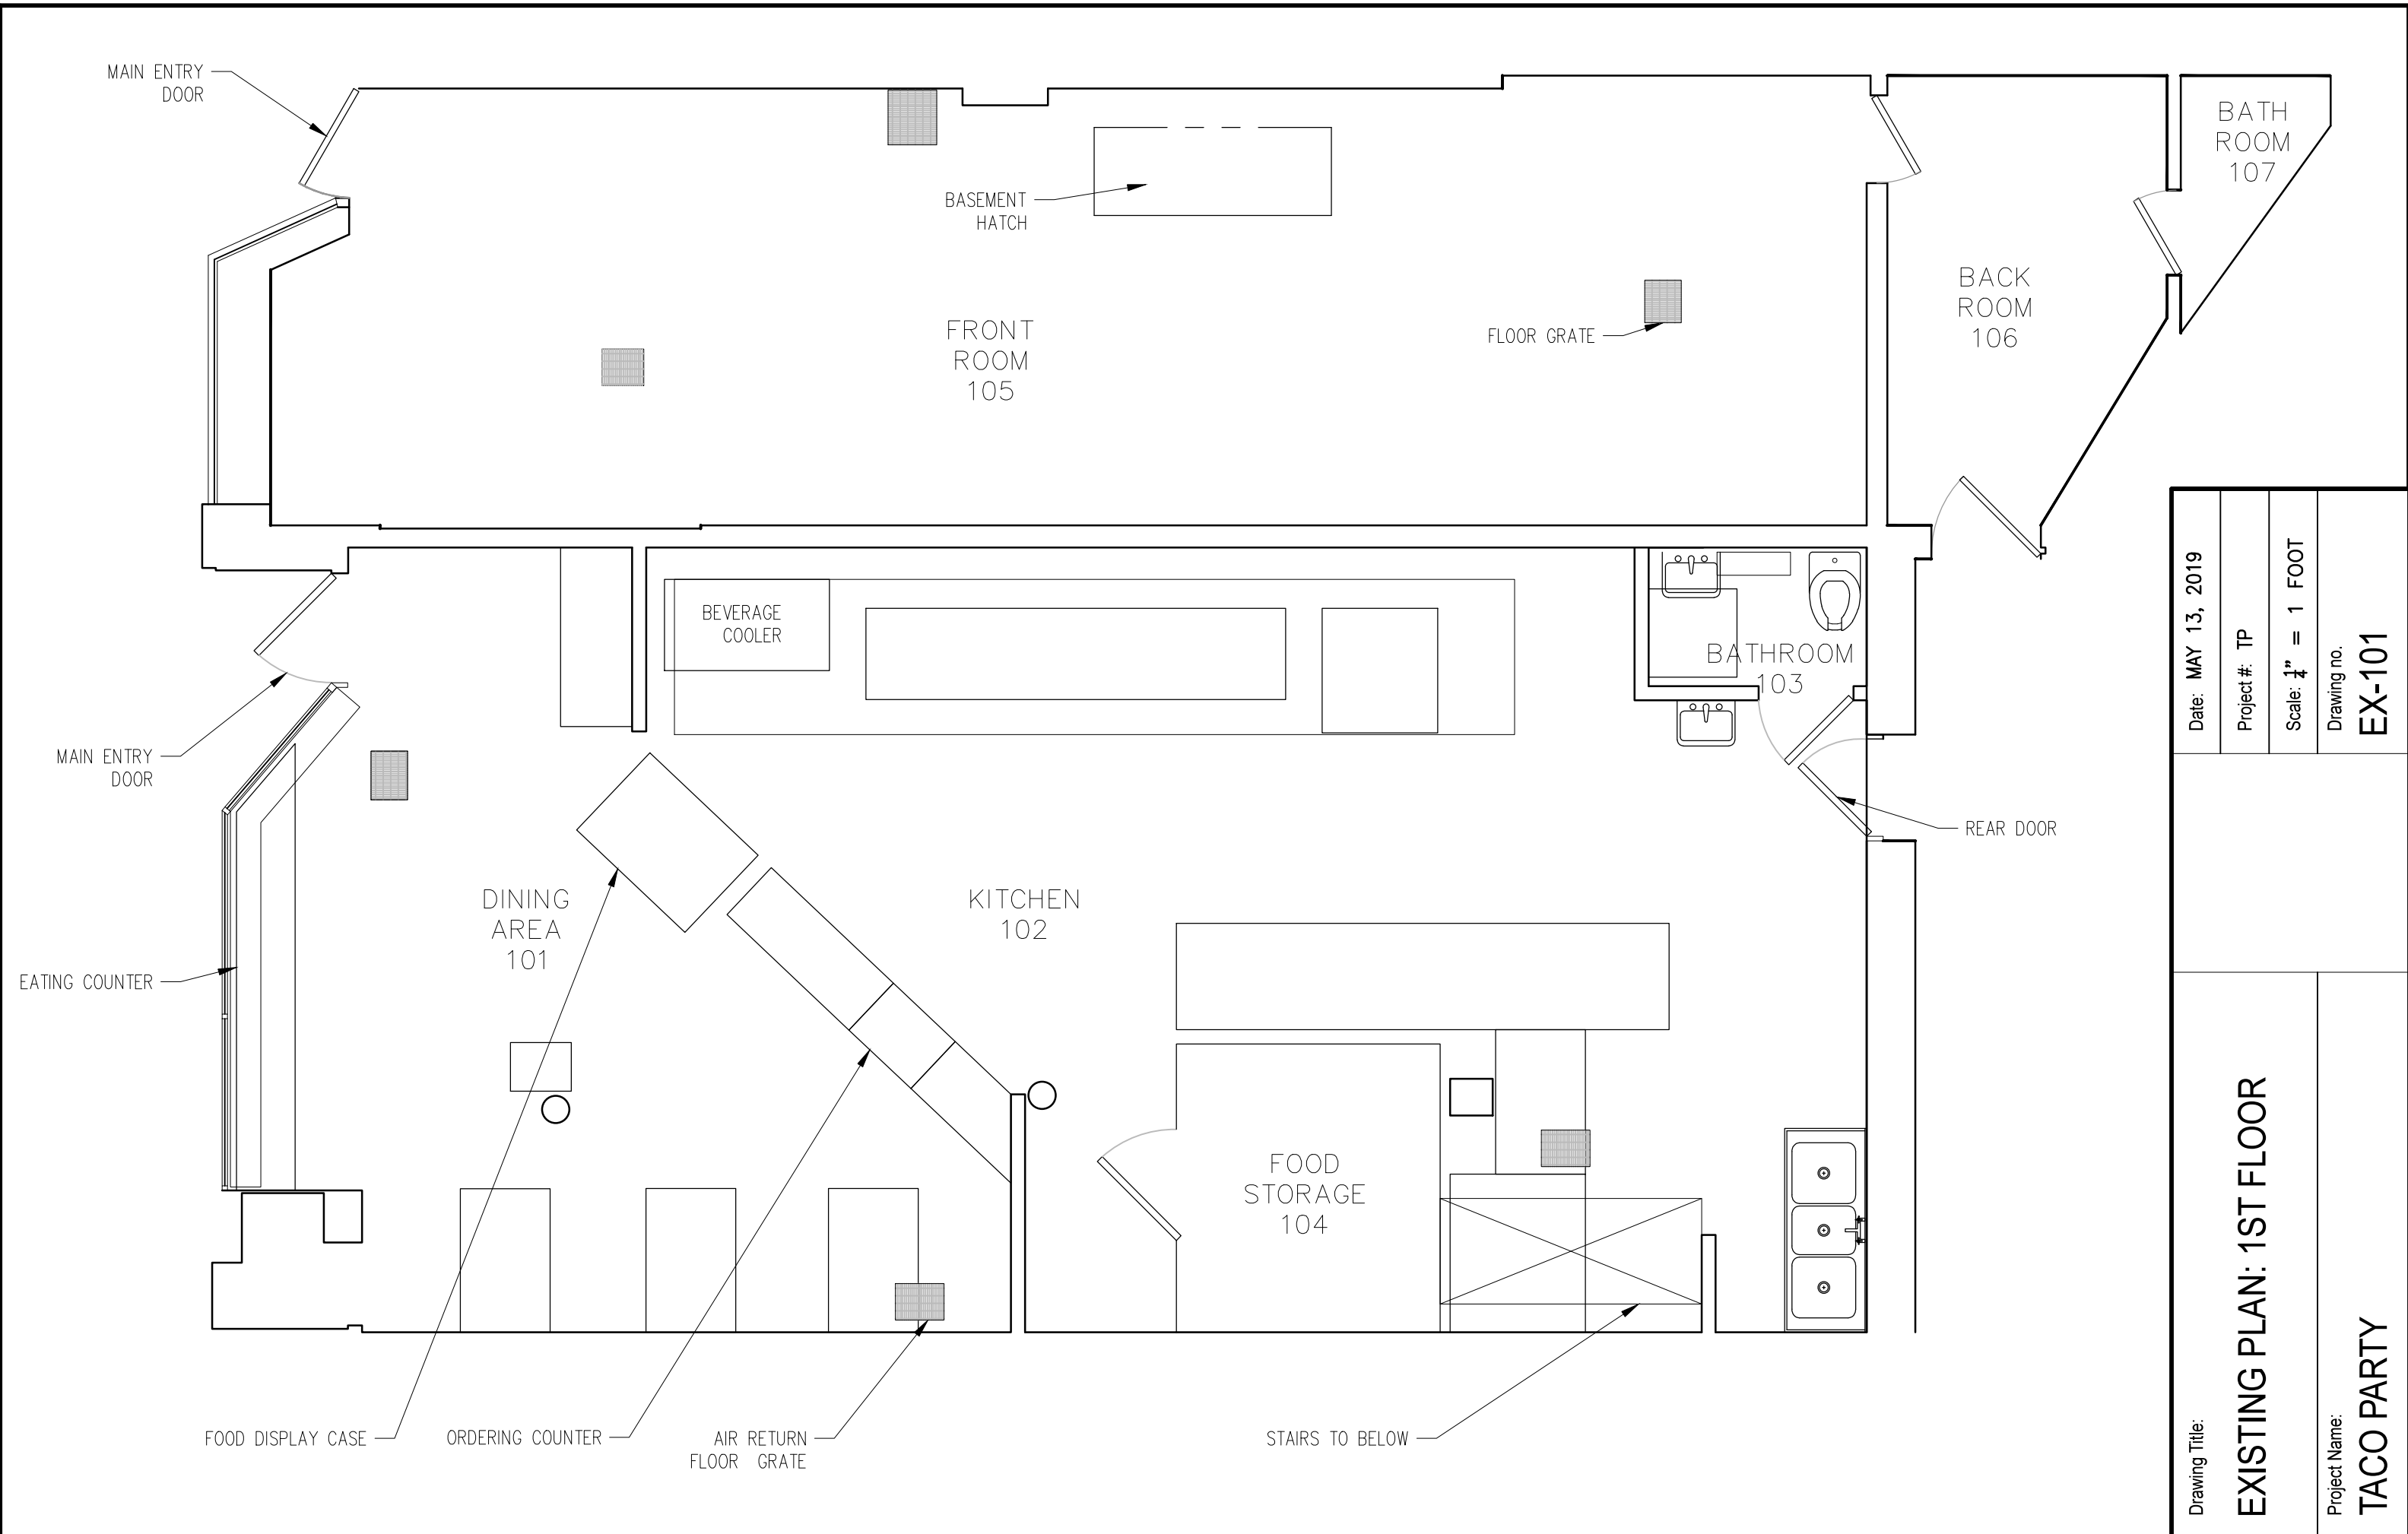 MAIN ENTRY
DOOR
BATH
ROOM
107
BASEMENT
HATCH
BACK
ROOM
106
FRONT
ROOM
105
FLOOR GRATE
BEVERAGE
COOLER
BATHROOM
103
MAIN ENTRY
DOOR
REAR DOOR
DINING
AREA
101
KITCHEN
102
EATING COUNTER
FOOD
STORAGE
104
FOOD DISPLAY CASE
ORDERING COUNTER
AIR RETURN
FLOOR GRATE
STAIRS TO BELOW
Date: MAY 13, 2019
Project #: TP
Scale: ¼" = 1 FOOT
Drawing no.
EX-101
Drawing Title:
EXISTING PLAN: 1ST FLOOR
Project Name:
TACO PARTY